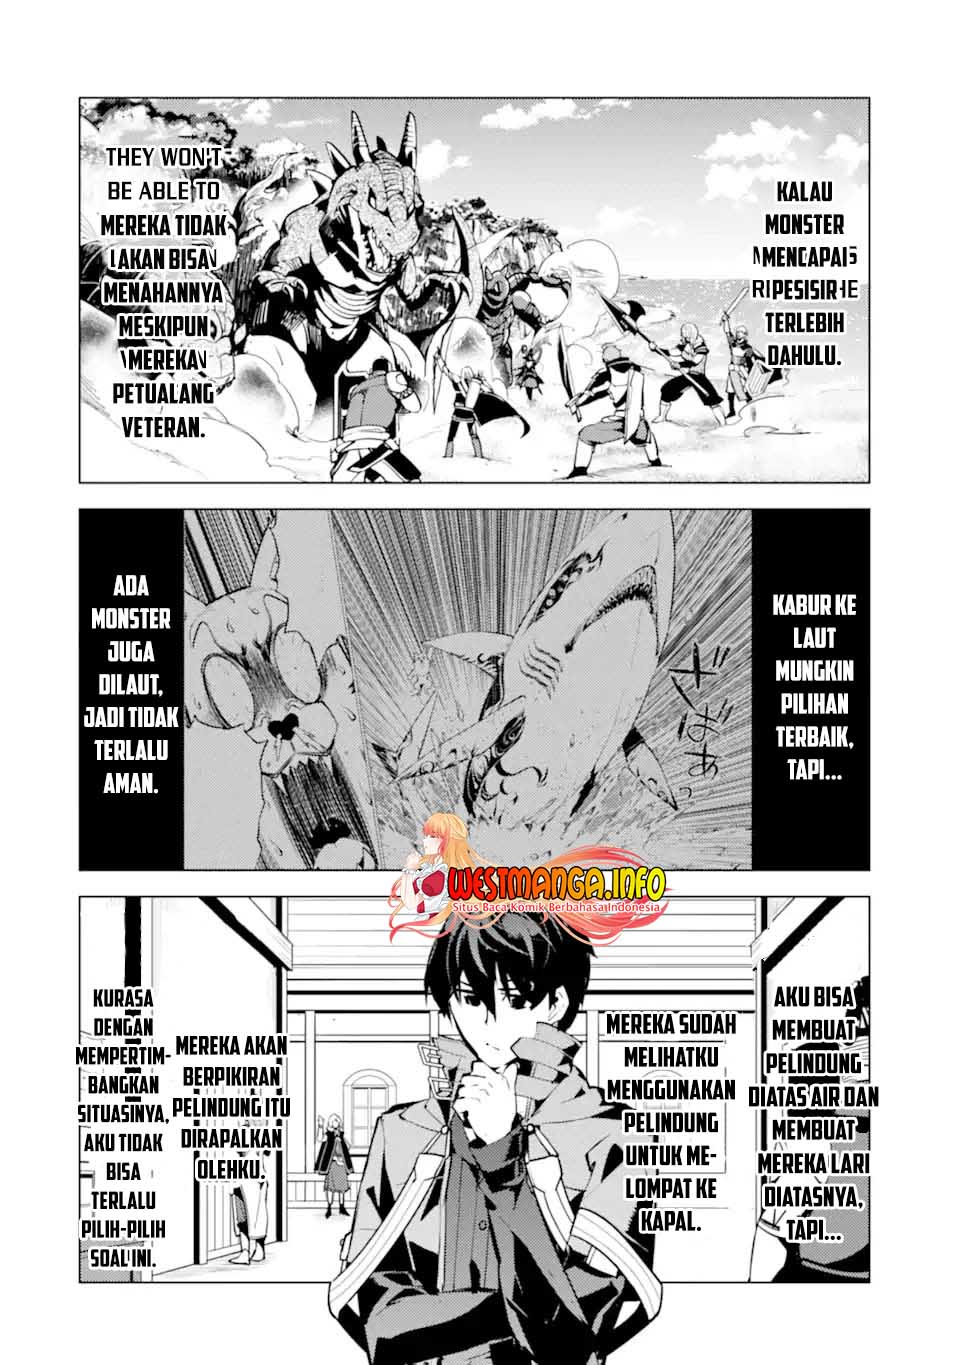 KALAU
MONSTER
MENCAPAI
PESISIR
TERLEBIH
DAHULU.
THEY WON'T
BE ABLE TO
MEREKA TIDAK
AKAN BISA
MENAHANNYA
MESKIPUN
MEREKA
PETUALANG
VETERAN.
KABUR KE
LAUT
MUNGKIN
PILIHAN
TERBAIK,
TAPI...
ADA
MONSTER
JUGA
DILAUT,
JADI TIDAK
TERLALU
AMAN.
WESTMANGA.INFO
SITUS BACA KOMIK BERBAHASA INDONESIA
AKU BISA
MEMBUAT
PELINDUNG
DIATAS AIR DAN
MEMBUAT
MEREKA LARI
DIATASNYA,
TAPI...
MEREKA SUDAH
MELIHATKU
MENGGUNAKAN
PELINDUNG
UNTUK ME-
LOMPAT KE
KAPAL.
MEREKA AKAN
BERPIKIRAN
PELINDUNG ITU
DIRAPALKAN
OLEHKU.
KURASA
DENGAN
MEMPERTIM-
BANGKAN
SITUASINYA,
AKU TIDAK
BISA
TERLALU
PILIH-PILIH
SOAL INI.